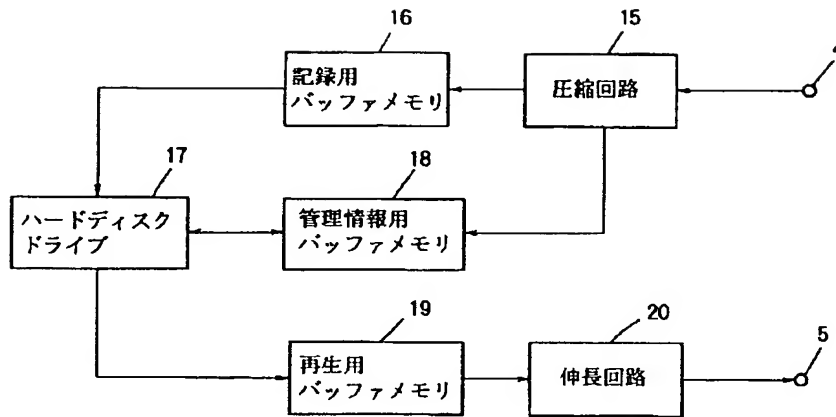 16
15
記録用
バッファメモリ
圧縮回路
17
18
ハードディスク
ドライブ
管理情報用
バッファメモリ
19
20
5
再生用
バッファメモリ
伸長回路